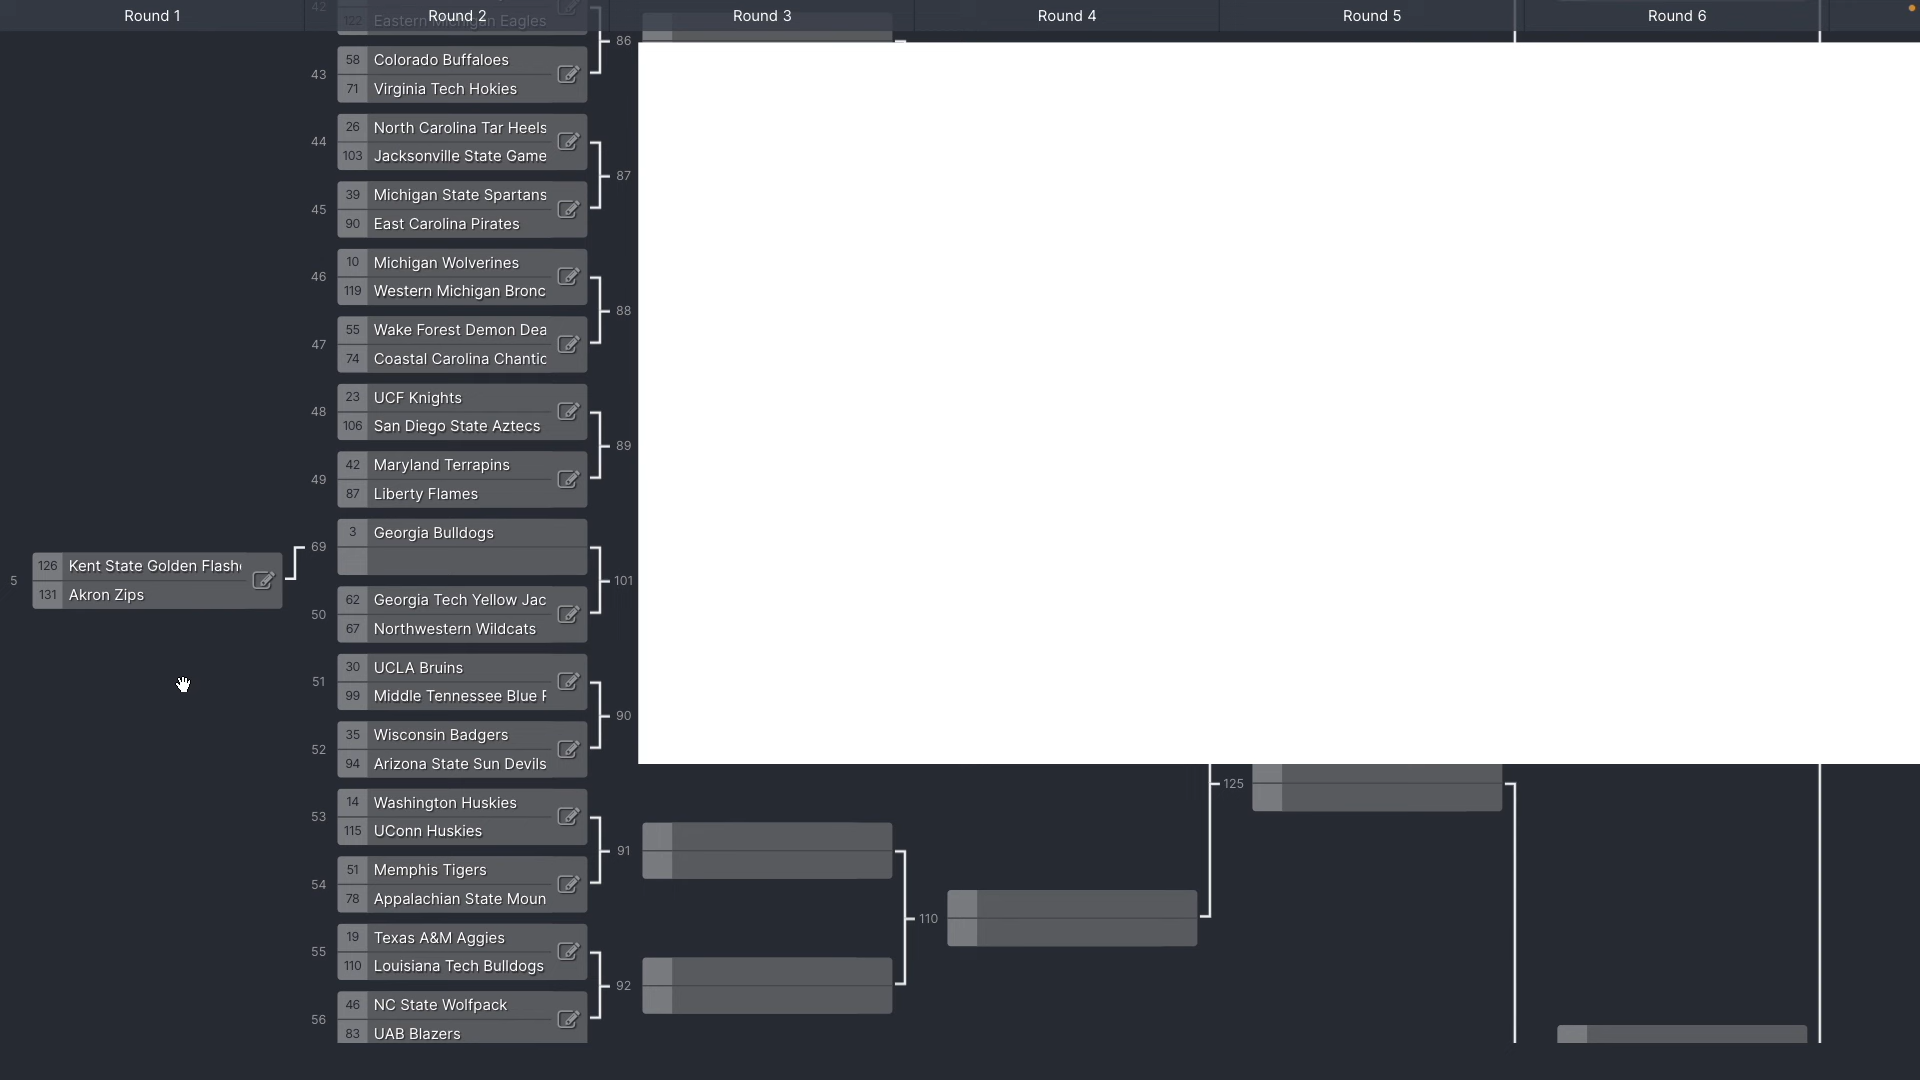 Round 1
Round 2
Round 3
Round 4
Round 5
Round 6
42
122 Eastern Michigan Eagles
86
43
58 Colorado Buffaloes
71 Virginia Tech Hokies
44
26 North Carolina Tar Heels
103 Jacksonville State Game
87
45
39 Michigan State Spartans
90 East Carolina Pirates
46
10 Michigan Wolverines
119 Western Michigan Bronc
88
47
55 Wake Forest Demon Dea
74 Coastal Carolina Chantic
48
23 UCF Knights
106 San Diego State Aztecs
89
49
42 Maryland Terrapins
87 Liberty Flames
5
126 Kent State Golden Flash
131 Akron Zips
69
3 Georgia Bulldogs
101
50
62 Georgia Tech Yellow Jac
67 Northwestern Wildcats
51
30 UCLA Bruins
99 Middle Tennessee Blue
90
52
35 Wisconsin Badgers
94 Arizona State Sun Devils
53
14 Washington Huskies
115 UConn Huskies
91
54
51 Memphis Tigers
78 Appalachian State Moun
55
19 Texas A&M Aggies
110 Louisiana Tech Bulldogs
92
56
46 NC State Wolfpack
83 UAB Blazers
110
125